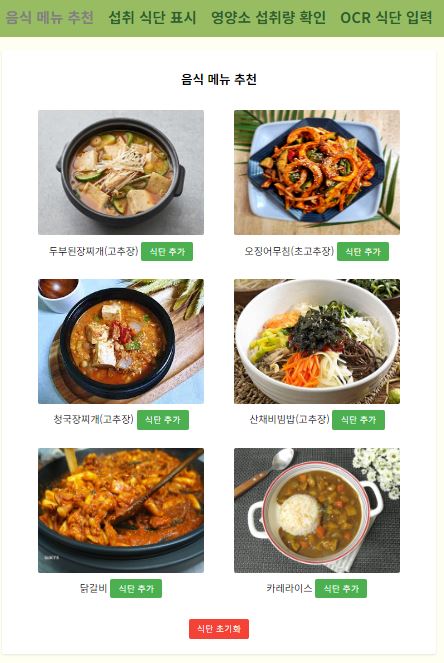 음식 메뉴 추천 섭취 식단 표시 영양소 섭취량 확인 OCR 식단 입력
음식 메뉴 추천
두부된장찌개(고추장) 식단 추가
오징어무침(초고추장) 식단 추가
청국장찌개(고추장) 식단 추가
산채비빔밥(고추장) 식단 추가
닭갈비 식단 추가
카레라이스 식단 추가
식단 초기화